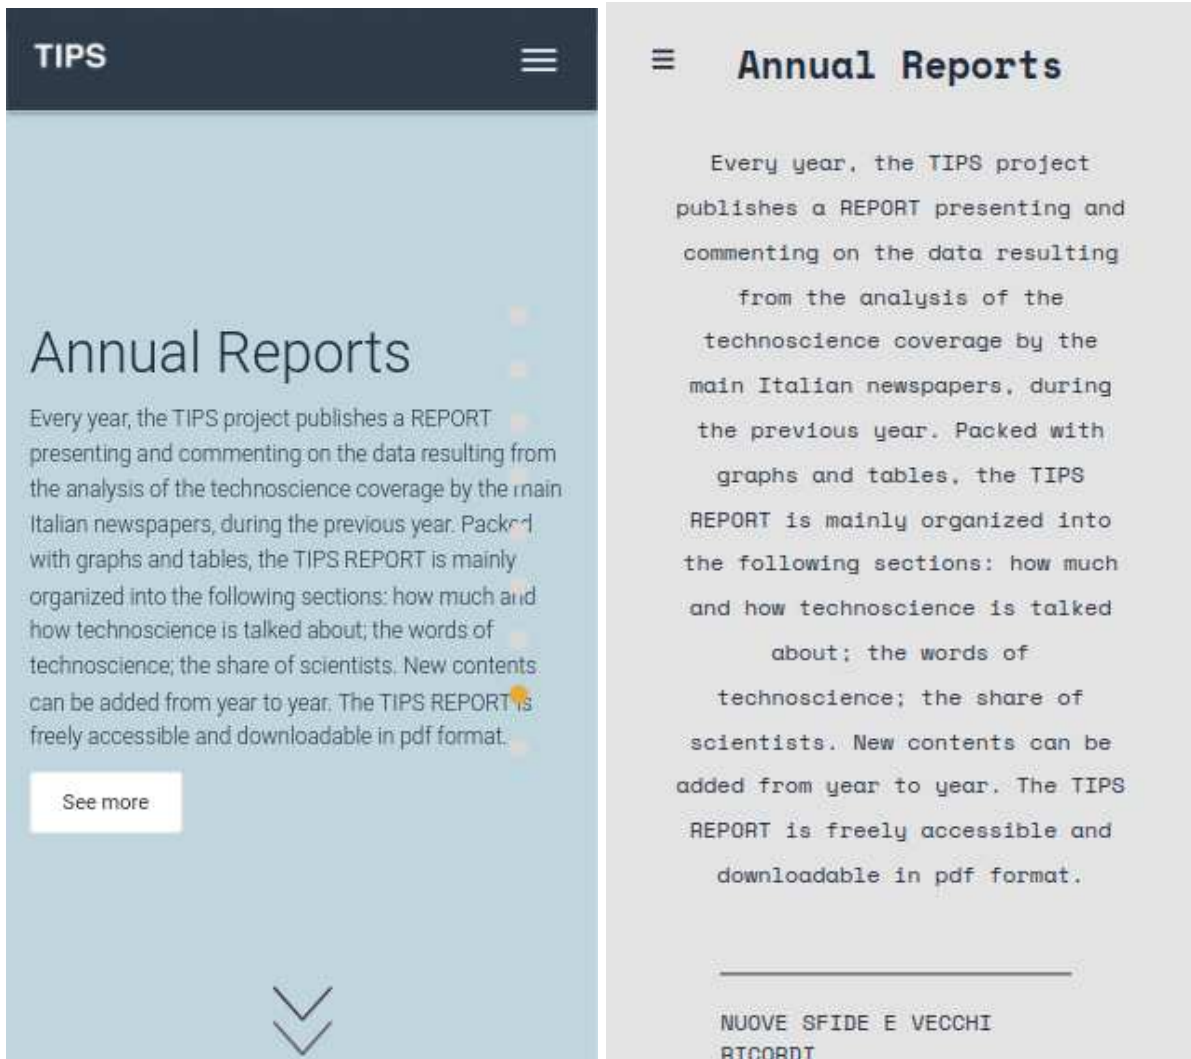 TIPS
Annual Reports
Every year, the TIPS project publishes a REPORT
presenting and commenting on the data resulting from
the analysis of the technoscience coverage by the main
Italian newspapers, during the previous year. Packed
with graphs and tables, the TIPS REPORT is mainly
organized into the following sections: how much and
how technoscience is talked about; the words of
technoscience; the share of scientists. New contents
can be added from year to year. The TIPS REPORT is
freely accessible and downloadable in pdf format.
See more
Annual Reports
Every year, the TIPS project
publishes a REPORT presenting and
commenting on the data resulting
from the analysis of the
technoscience coverage by the
main Italian newspapers, during
the previous year. Packed with
graphs and tables, the TIPS
REPORT is mainly organized into
the following sections: how much
and how technoscience is talked
about; the words of
technoscience; the share of
scientists. New contents can be
added from year to year. The TIPS
REPORT is freely accessible and
downloadable in pdf format.
NUOVE SFIDE E VECCHI
RICORDI